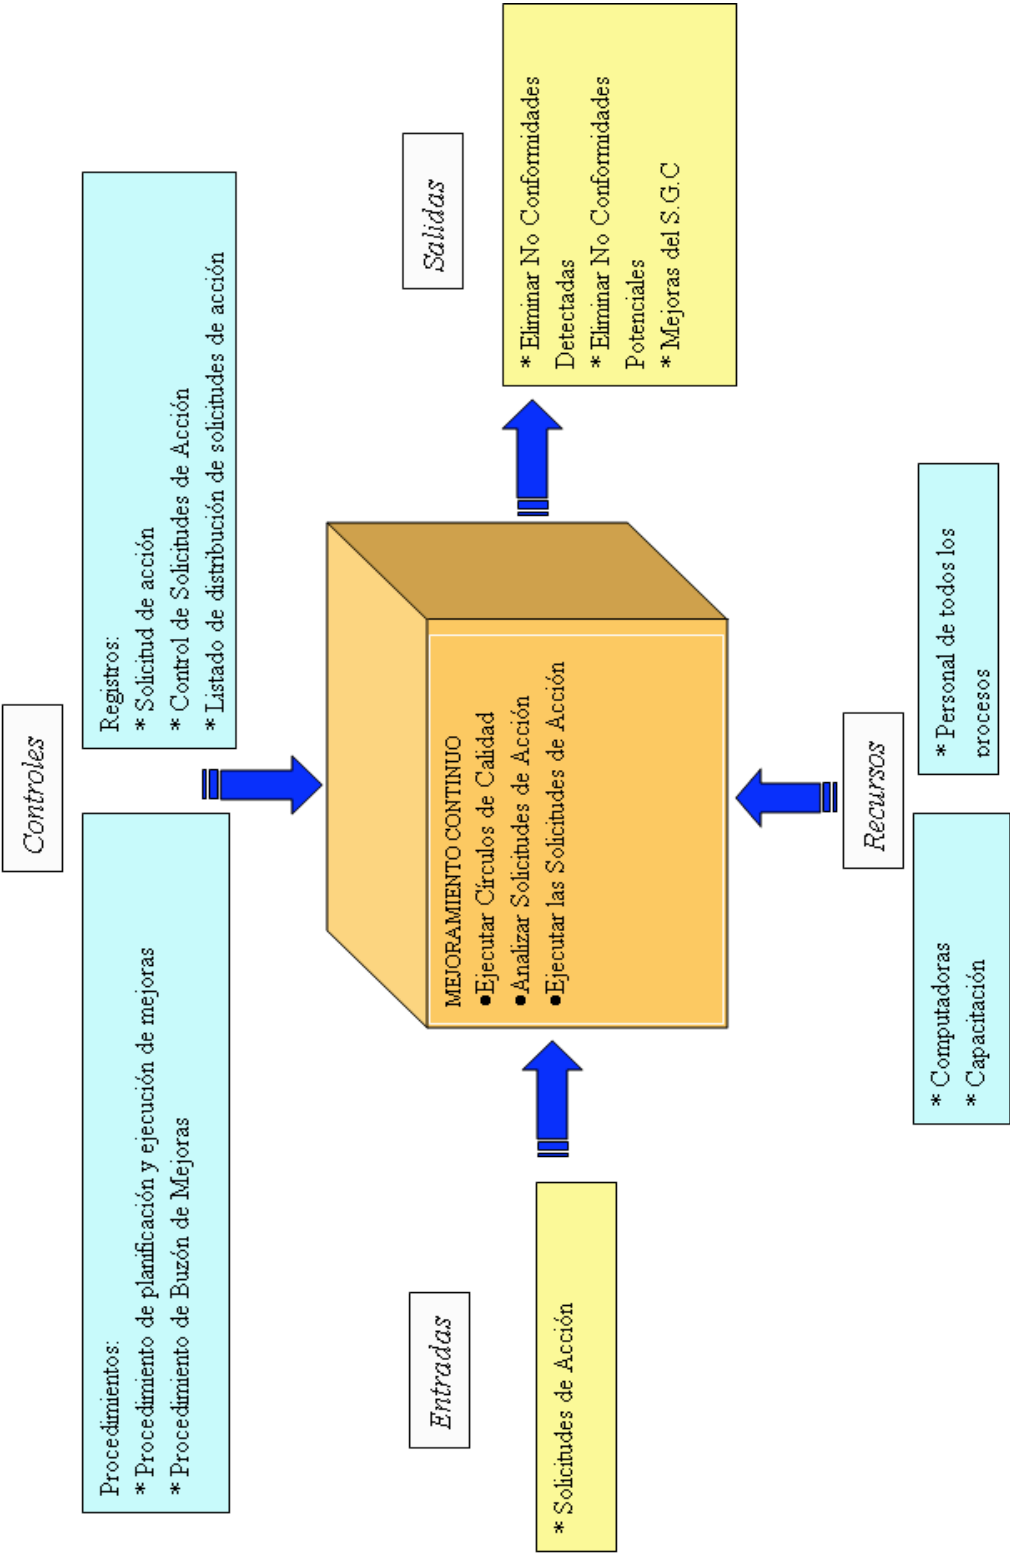 Controles
Procedimientos:
* Procedimiento de planificación y ejecución de mejoras
* Procedimiento de Buzón de Mejoras
Registros:
* Solicitud de acción
* Control de Solicitudes de Acción
* Listado de distribución de solicitudes de acción
Entradas
* Solicitudes de Acción
MEJORAMIENTO CONTINUO
•Ejecutar Círculos de Calidad
•Analizar Solicitudes de Acción
•Ejecutar las Solicitudes de Acción
Salidas
* Eliminar No Conformidades
Detectadas
* Eliminar No Conformidades
Potenciales
* Mejoras del S.G.C
Recursos
* Computadoras
* Capacitación
* Personal de todos los
procesos